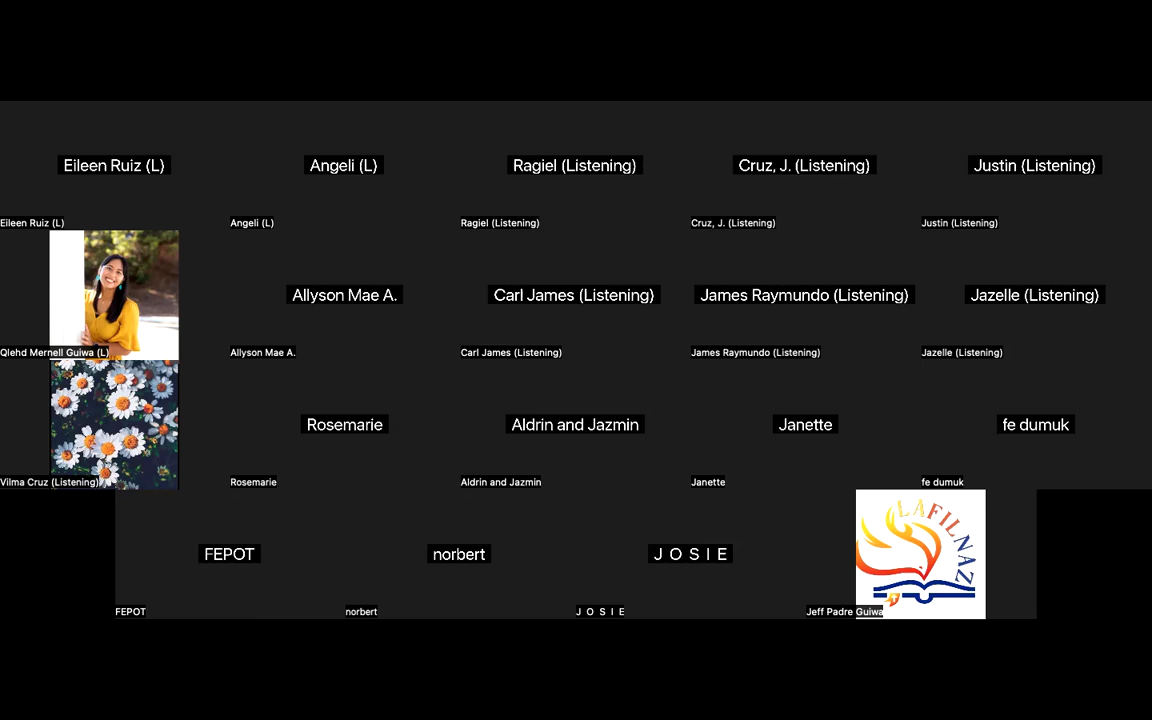 Eileen Ruiz (L)
Angeli (L)
Ragiel (Listening)
Cruz, J. (Listening)
Justin (Listening)
Eileen Ruiz (L)
Angeli (L)
Ragiel (Listening)
Cruz, J. (Listening)
Justin (Listening)
Allyson Mae A.
Carl James (Listening)
James Raymundo (Listening)
Jazelle (Listening)
Qlehd Mernell Guiwa (L)
Allyson Mae A.
Carl James (Listening)
James Raymundo (Listening)
Jazelle (Listening)
Rosemarie
Aldrin and Jazmin
Janette
fe dumuk
Vilma Cruz (Listening)
Rosemarie
Aldrin and Jazmin
Janette
fe dumuk
FEPOT
norbert
J O S I E
LAFILNAZ
FEPOT
norbert
J O S I E
Jeff Padre Guiwa